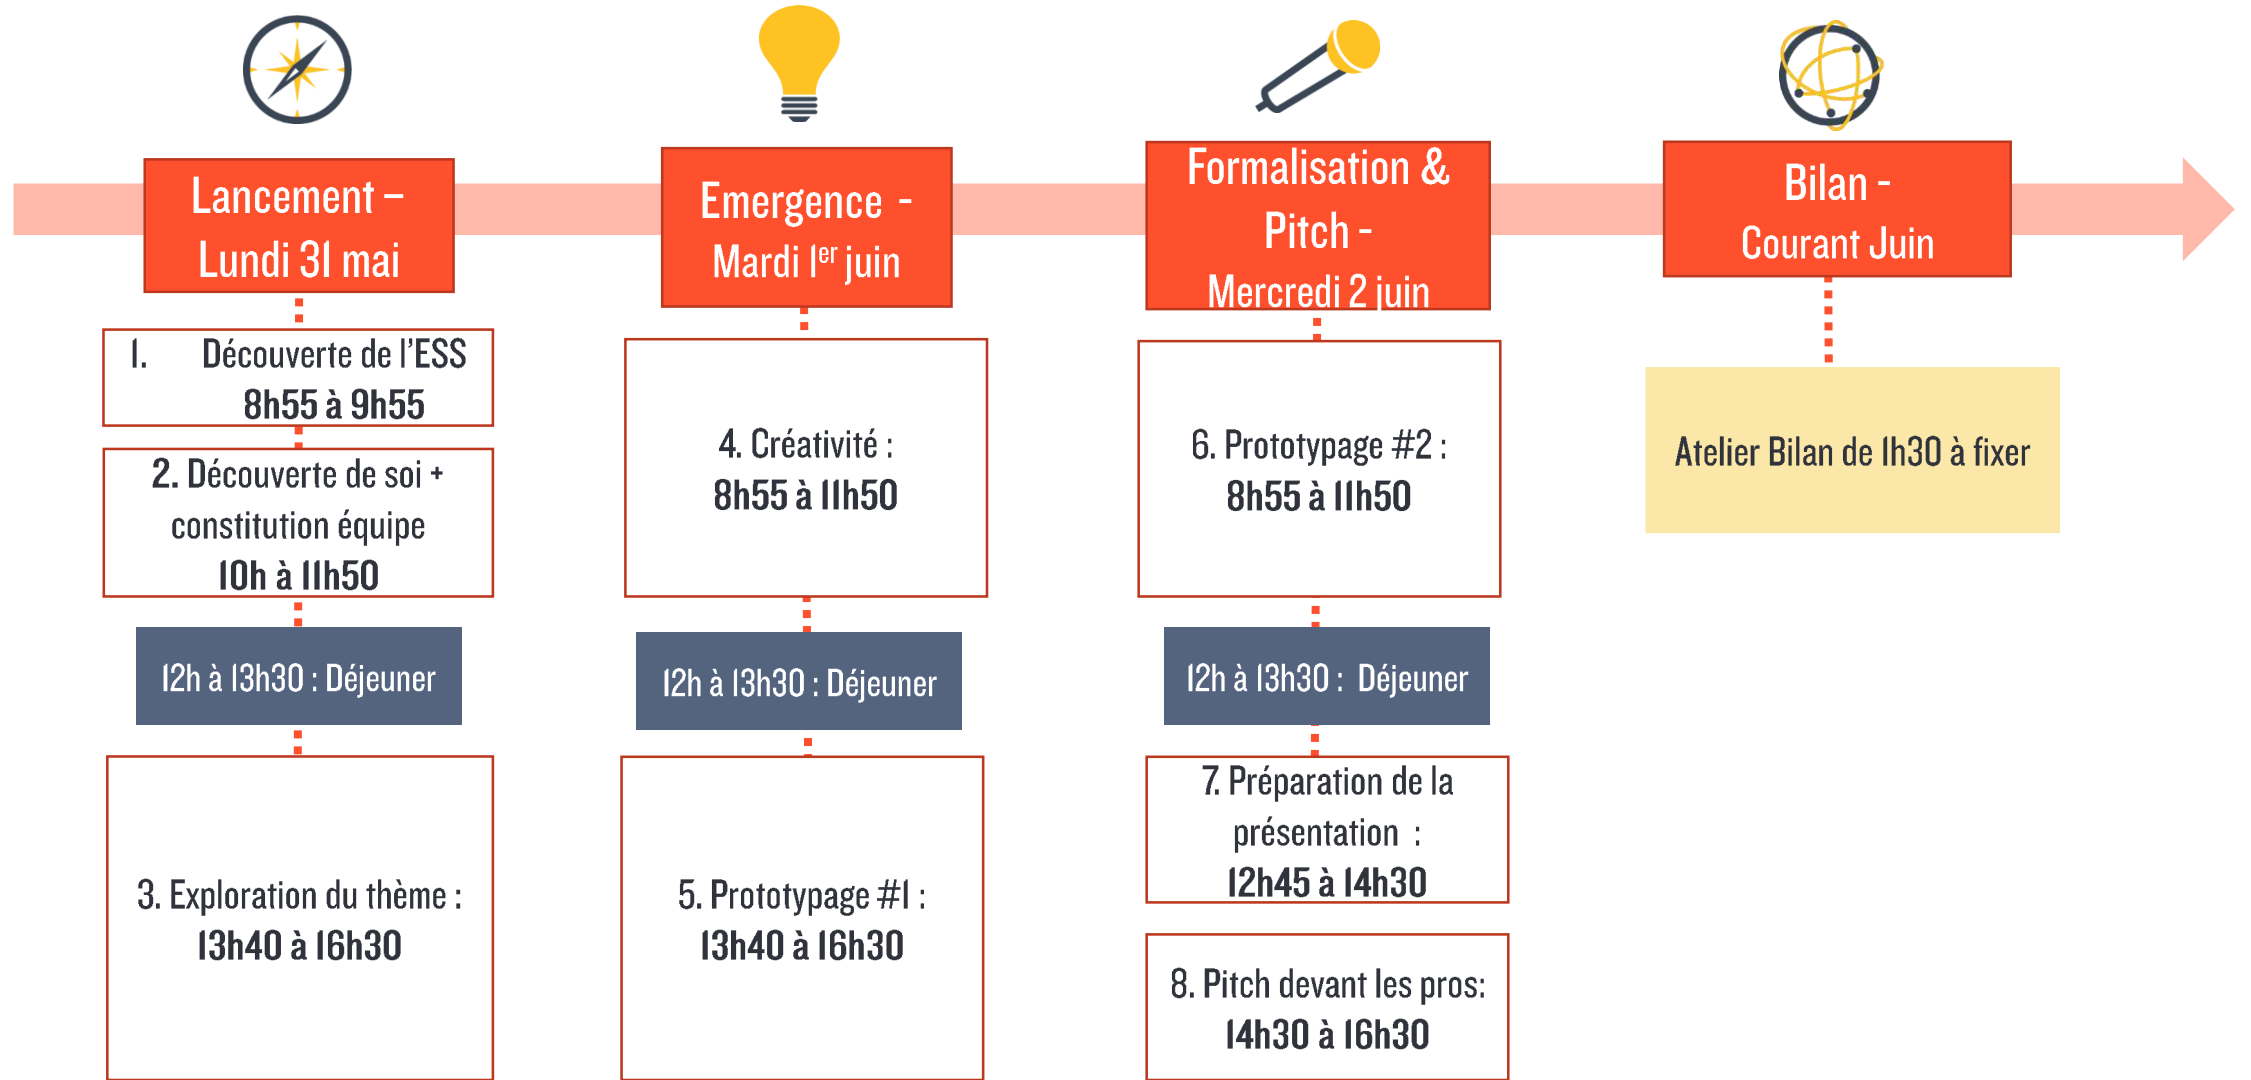 Lancement –
Lundi 31 mai
1. Découverte de l'ESS
8h55 à 9h55
2. Découverte de soi +
constitution équipe
10h à 11h50
12h à 13h30 : Déjeuner
3. Exploration du thème :
13h40 à 16h30
Emergence -
Mardi 1er juin
4. Créativité :
8h55 à 11h50
12h à 13h30 : Déjeuner
5. Prototypage #1 :
13h40 à 16h30
Formalisation &
Pitch -
Mercredi 2 juin
6. Prototypage #2 :
8h55 à 11h50
12h à 13h30 : Déjeuner
7. Préparation de la
présentation :
12h45 à 14h30
8. Pitch devant les pros:
14h30 à 16h30
Bilan -
Courant Juin
Atelier Bilan de 1h30 à fixer